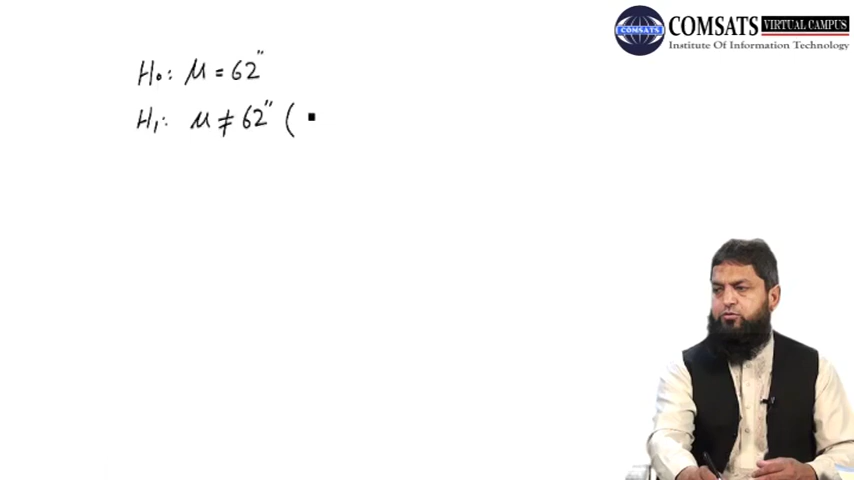 COMSATS VIRTUAL CAMPUS
Institute Of Information Technology
COMSATS
H₀: μ = 62"
H₁: μ ≠ 62" (